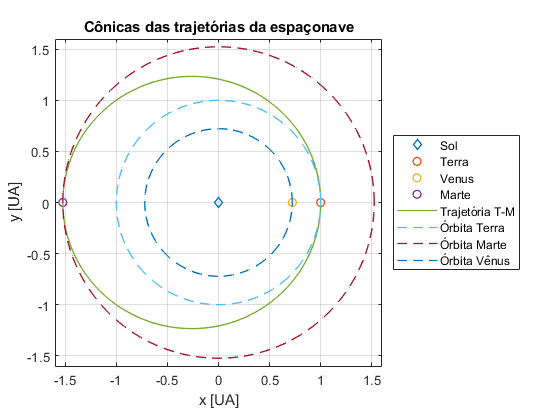 Cônicas das trajetórias da espaçonave
1.5
1
0.5
0
-0.5
-1
-1.5
y [UA]
-1.5 -1 -0.5 0 0.5 1 1.5
x [UA]
Sol
Terra
Venus
Marte
Trajetória T-M
Órbita Terra
Órbita Marte
Órbita Vênus